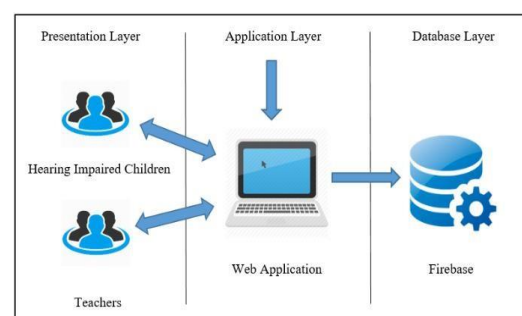 Presentation Layer
Application Layer
Database Layer
Hearing Impaired Children
Web Application
Firebase
Teachers